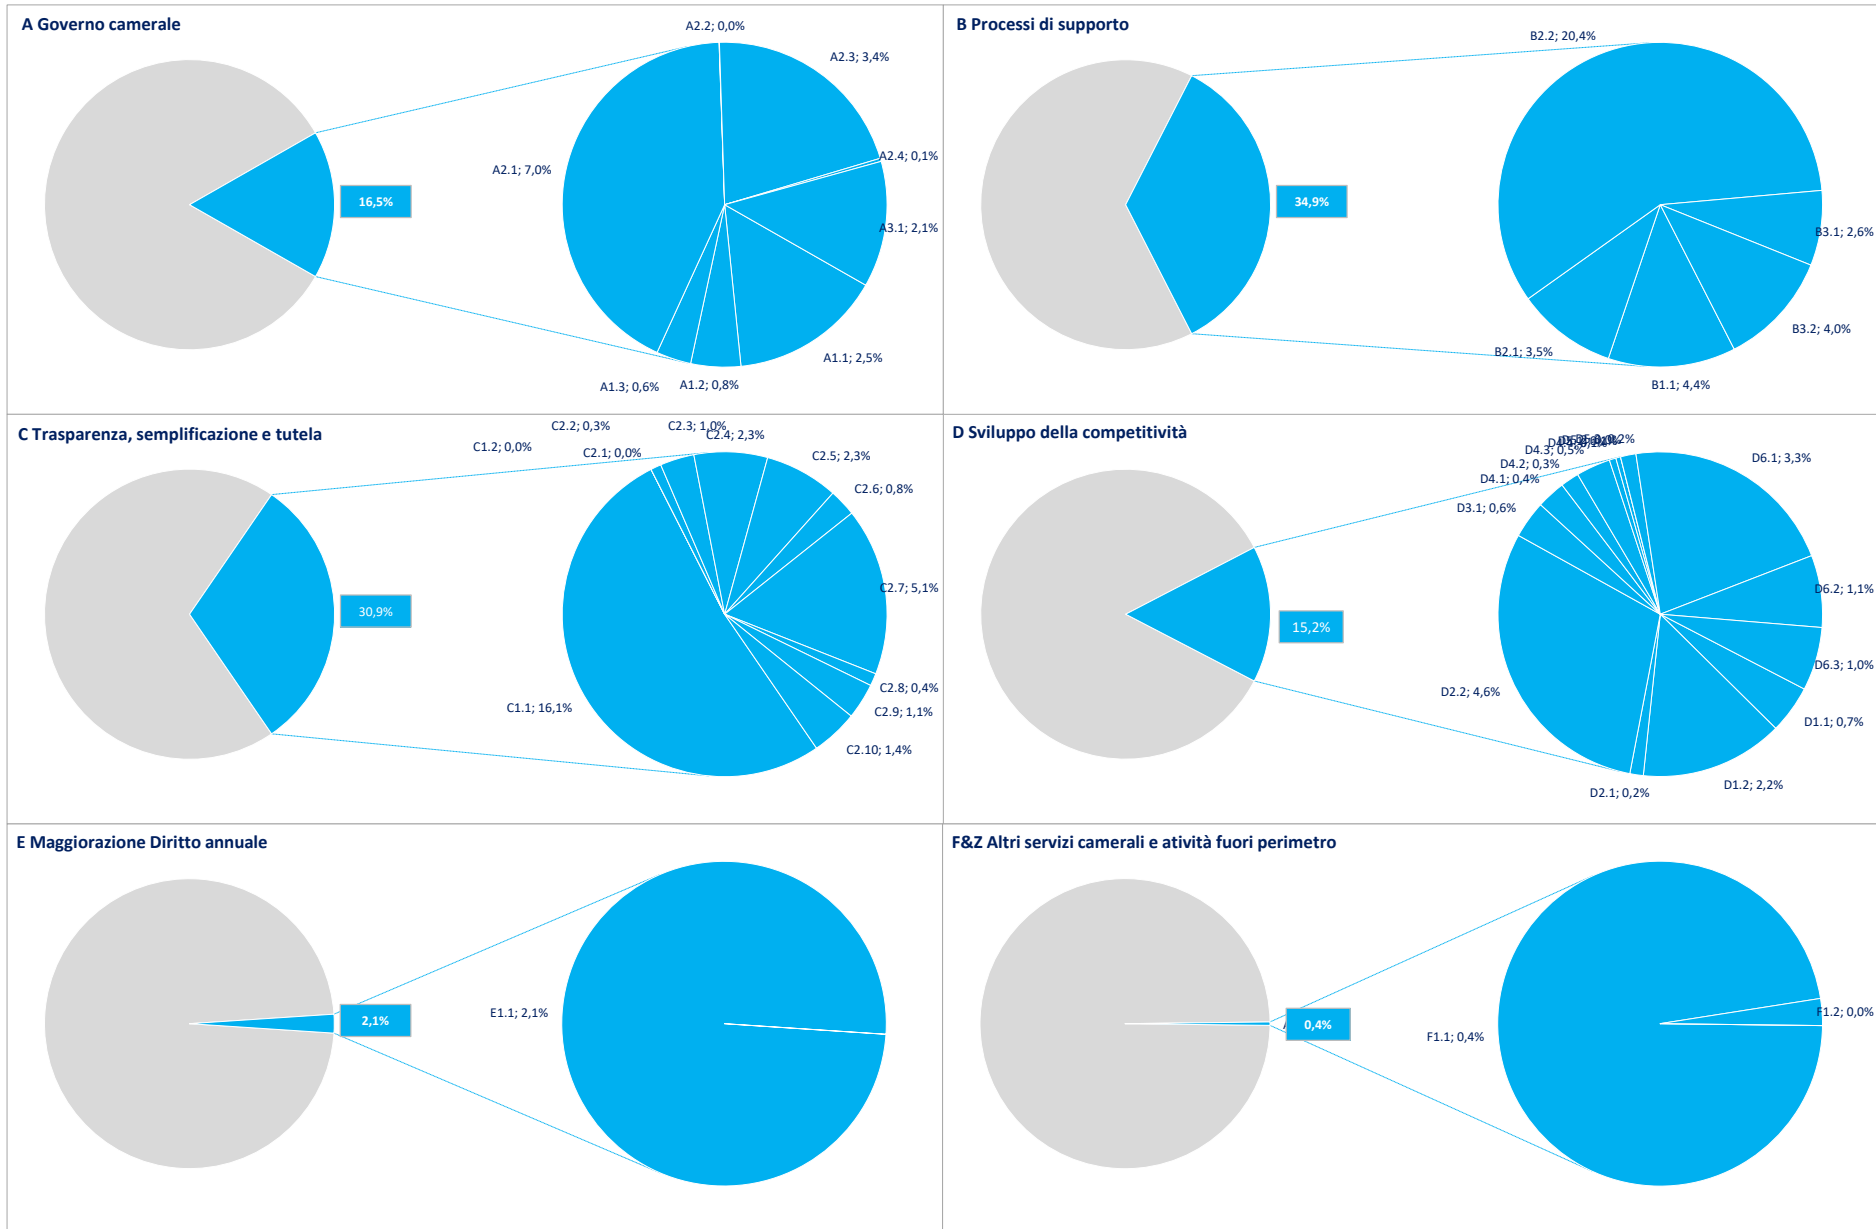 A Governo camerale
A2.2; 0,0%
A2.3; 3,4%
A2.4; 0,1%
A2.1; 7,0%
16,5%
A3.1; 2,1%
A1.1; 2,5%
A1.3; 0,6%
A1.2; 0,8%
B Processi di supporto
B2.2; 20,4%
34,9%
B3.1; 2,6%
B3.2; 4,0%
B2.1; 3,5%
B1.1; 4,4%
C Trasparenza, semplificazione e tutela
C1.2; 0,0%
C2.2; 0,3%
C2.1; 0,0%
C2.3; 1,0%
C2.4; 2,3%
C2.5; 2,3%
C2.6; 0,8%
C2.7; 5,1%
30,9%
C2.8; 0,4%
C1.1; 16,1%
C2.9; 1,1%
C2.10; 1,4%
D Sviluppo della competitività
D4.3; 0,5%
D4.2; 0,3%
D4.1; 0,4%
D3.1; 0,6%
D6.1; 3,3%
D6.2; 1,1%
15,2%
D6.3; 1,0%
D2.2; 4,6%
D1.1; 0,7%
D1.2; 2,2%
D2.1; 0,2%
E Maggiorazione Diritto annuale
E1.1; 2,1%
2,1%
F&Z Altri servizi camerali e atività fuori perimetro
F1.2; 0,0%
0,4%
F1.1; 0,4%